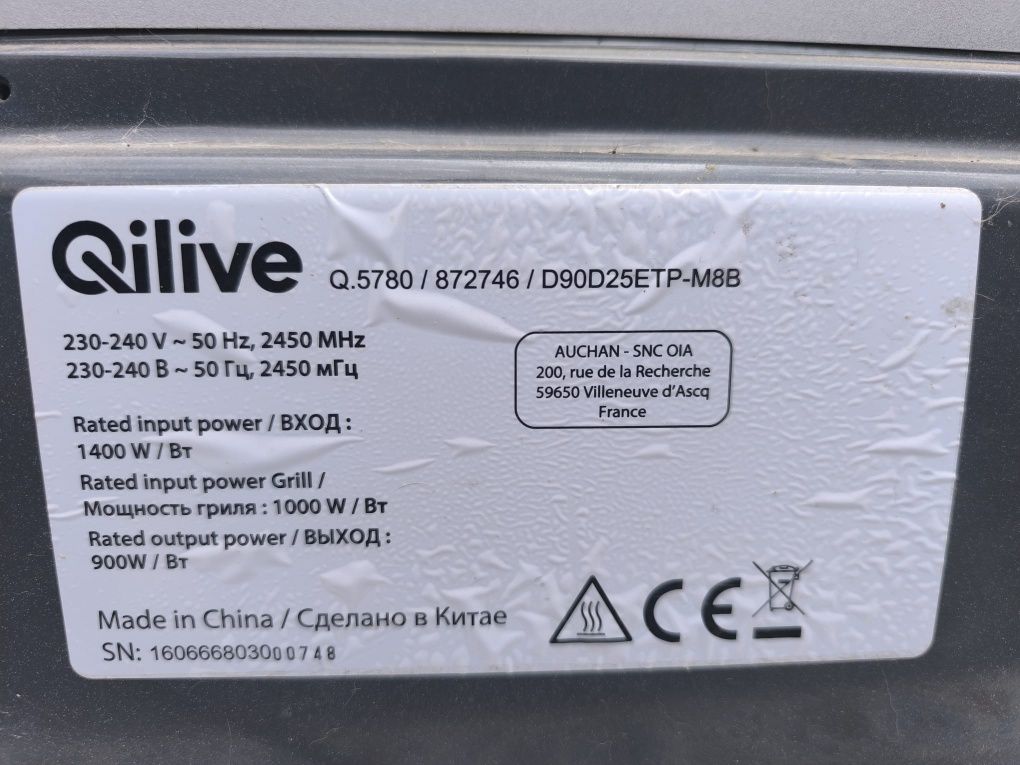 Qilive Q.5780 / 872746 / D90D25ETP-M8B
230-240 V ~ 50 Hz, 2450 MHz
230-240 В ~ 50 Гц, 2450 мГц
AUCHAN - SNC OIA
200, rue de la Recherche
59650 Villeneuve d'Ascq
France
Rated input power / ВХОД :
1400 W / Вт
Rated input power Grill /
Мощность гриля : 1000 W / Вт
Rated output power / ВЫХОД :
900W / Вт
Made in China / Сделано в Китае
SN: 160666803000748
CE